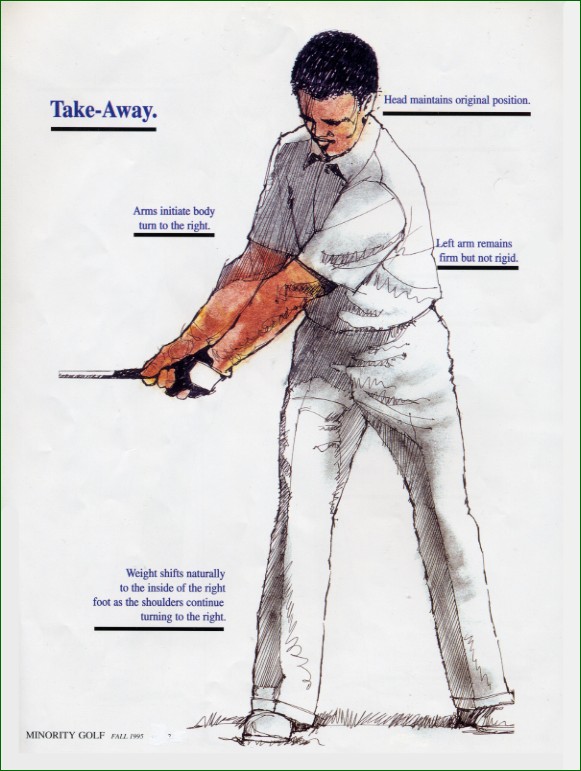 Take-Away.
Head maintains original position.
Arms initiate body
turn to the right.
Left arm remains
firm but not rigid.
Weight shifts naturally
to the inside of the right
foot as the shoulders continue
turning to the right.
MINORITY GOLF FALL 1995 7